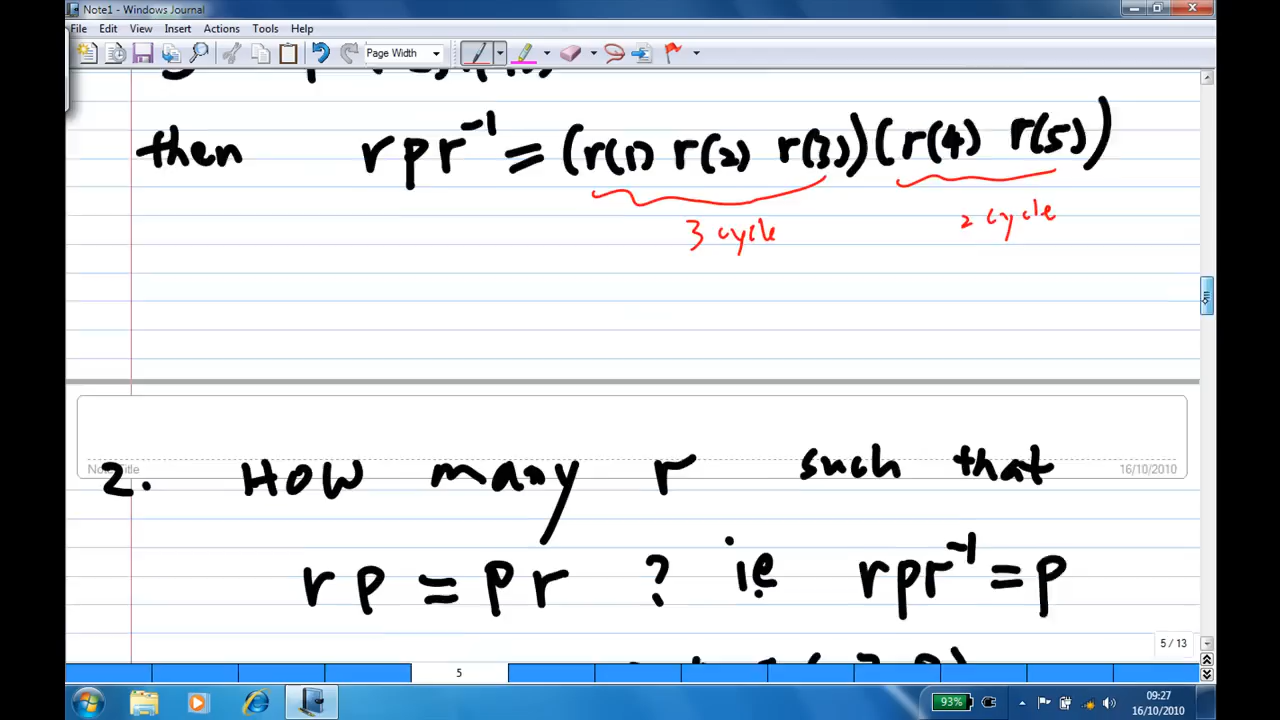 Note1 - Windows Journal
File Edit View Insert Actions Tools Help
Page Width
then rpr⁻¹ = (r(1) r(2) r(3))(r(4) r(5))
3 cycle 2 cycle
Note Title 16/10/2010
2. How many r such that
rp = pr ? ie rpr⁻¹ = p
5 / 13
5
93% 09:27
16/10/2010